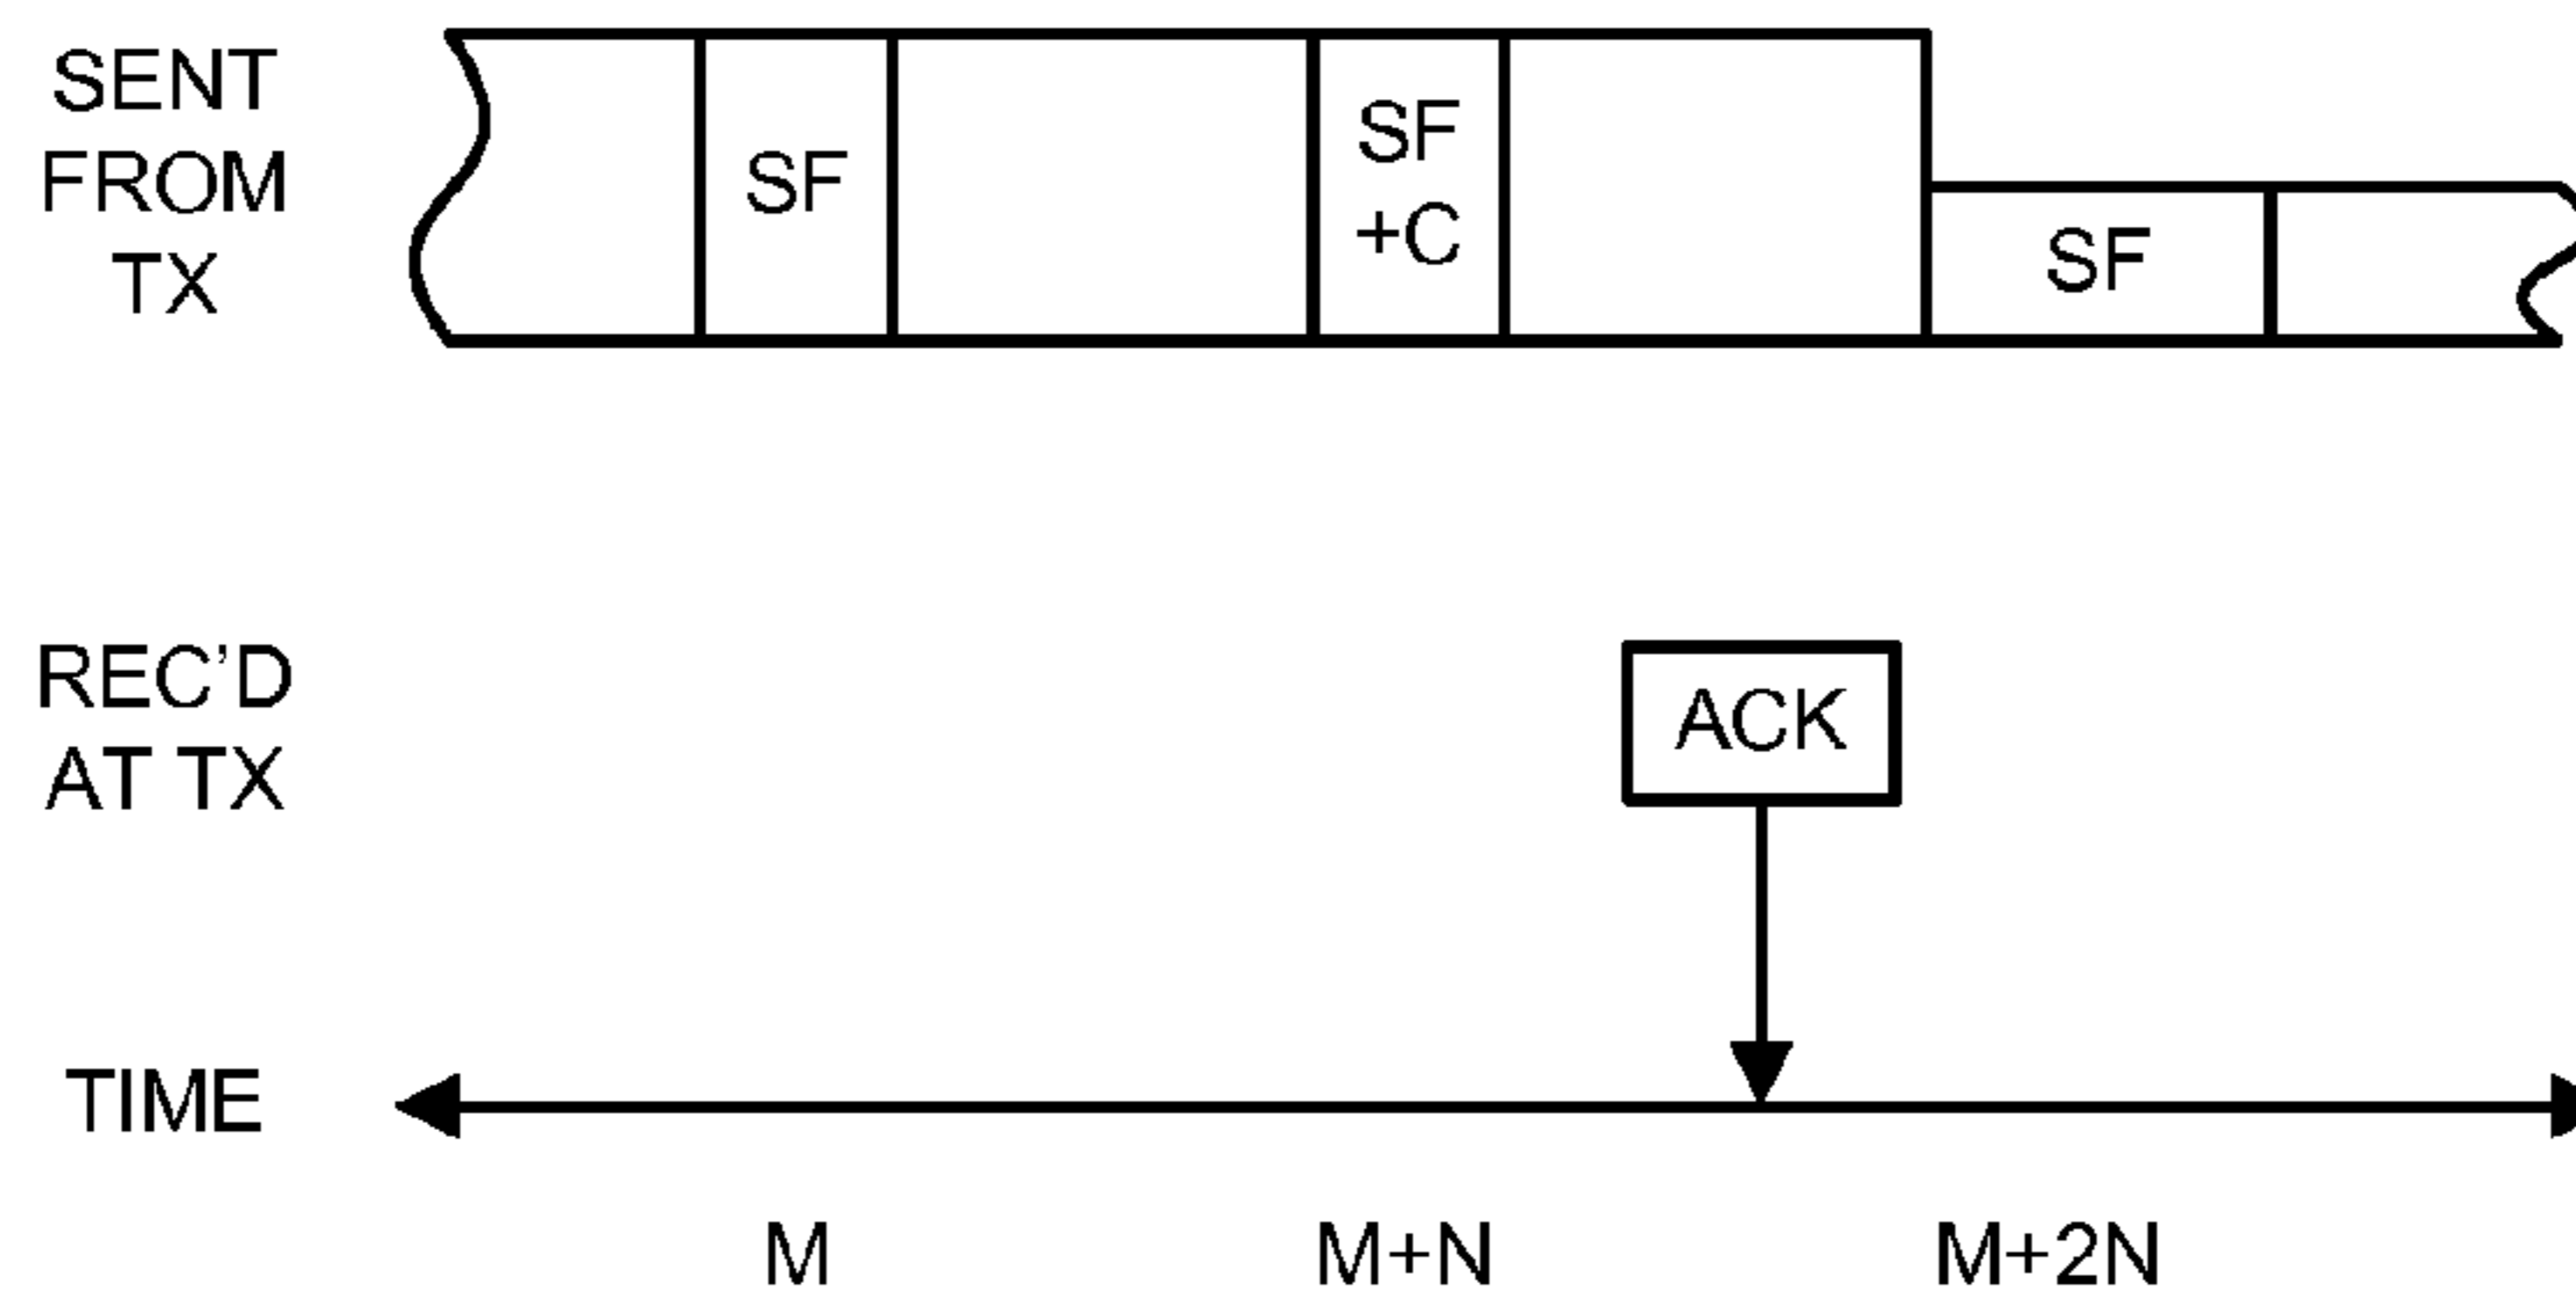 SENT
FROM
TX
SF
SF
+C
SF
REC’D
AT TX
ACK
TIME
M
M+N
M+2N